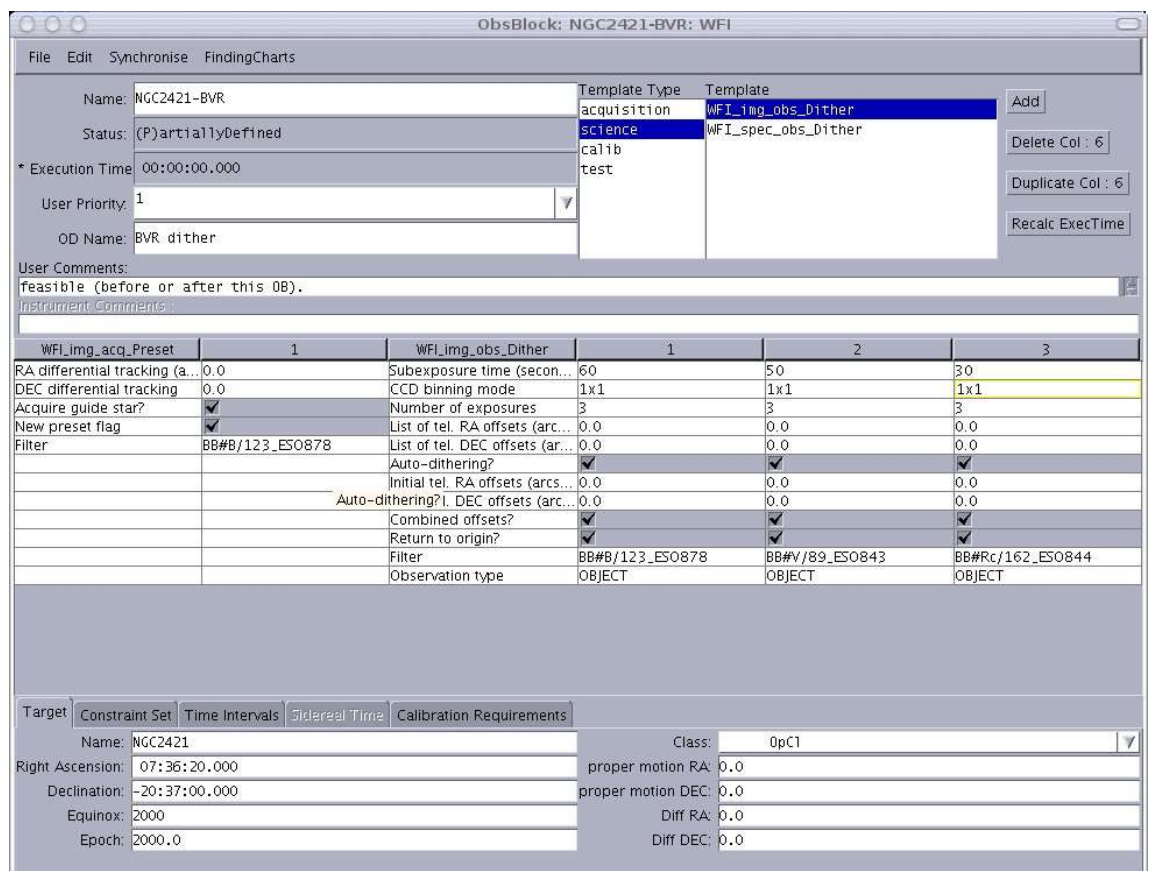 ObsBlock: NGC2421-BVR: WFI
File Edit Synchronise FindingCharts
Name: NGC2421-BVR
Status: (P)artiallyDefined
* Execution Time 00:00:00.000
User Priority: 1
OD Name: BVR dither
Template Type Template
acquisition WFI_img_obs_Dither
science WFI_spec_obs_Dither
calib
test
Add
Delete Col : 6
Duplicate Col : 6
Recalc ExecTime
User Comments:
feasible (before or after this OB).
Instrument Comments :
WFI_img_acq_Preset 1 WFI_img_obs_Dither 1 2 3
RA differential tracking (a... 0.0 Subexposure time (secon... 60 50 30
DEC differential tracking 0.0 CCD binning mode 1x1 1x1 1x1
Acquire guide star? Number of exposures 3 3 3
New preset flag List of tel. RA offsets (arc... 0.0 0.0 0.0
Filter BB#B/123_ESO878 List of tel. DEC offsets (ar... 0.0 0.0 0.0
Auto-dithering?
Initial tel. RA offsets (arcs... 0.0 0.0 0.0
Auto-dithering? l. DEC offsets (arc... 0.0 0.0 0.0
Combined offsets?
Return to origin?
Filter BB#B/123_ESO878 BB#V/89_ESO843 BB#Rc/162_ESO844
Observation type OBJECT OBJECT OBJECT
Target Constraint Set Time Intervals Sidereal Time Calibration Requirements
Name: NGC2421 Class: OpCl
Right Ascension: 07:36:20.000 proper motion RA: 0.0
Declination: -20:37:00.000 proper motion DEC: 0.0
Equinox: 2000 Diff RA: 0.0
Epoch: 2000.0 Diff DEC: 0.0